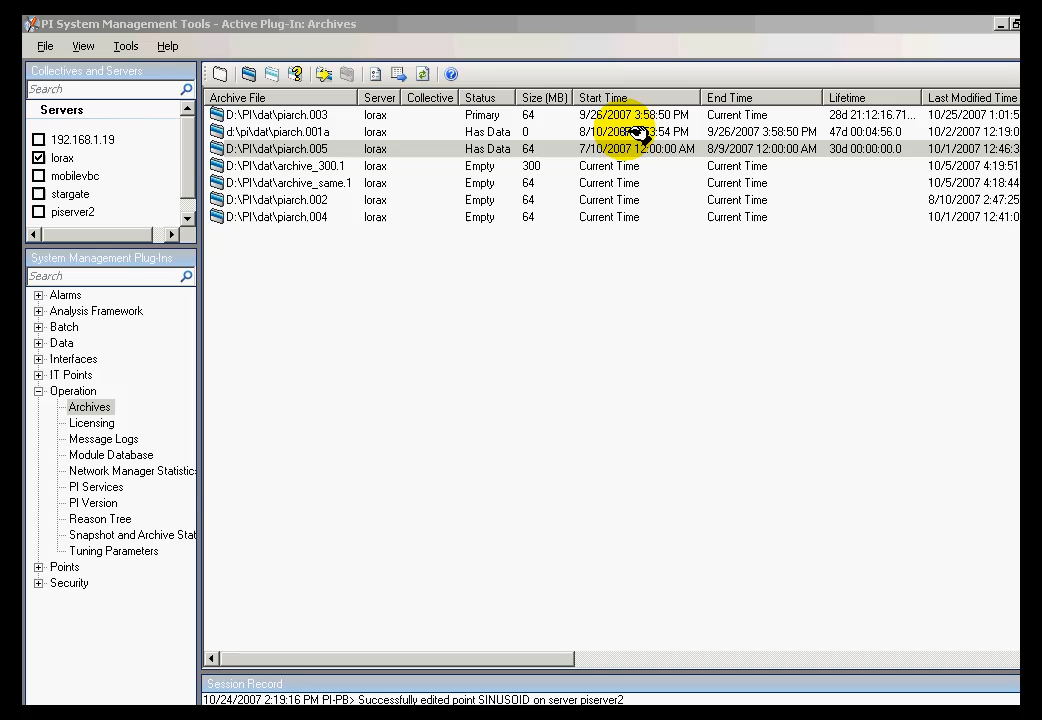 PI System Management Tools - Active Plug-In: Archives
File View Tools Help
Collectives and Servers
Search
Servers
192.168.1.19
lorax
mobilevbc
stargate
piserver2
System Management Plug-Ins
Search
Alarms
Analysis Framework
Batch
Data
Interfaces
IT Points
Operation
Archives
Licensing
Message Logs
Module Database
Network Manager Statistics
PI Services
PI Version
Reason Tree
Snapshot and Archive Stat
Tuning Parameters
Points
Security
Archive File Server Collective Status Size (MB) Start Time End Time Lifetime Last Modified Time
D:\PI\dat\piarch.003 lorax Primary 64 9/26/2007 3:58:50 PM Current Time 28d 21:12:16.71... 10/25/2007 1:01:5
d:\pi\dat\piarch.001a lorax Has Data 0 8/10/200 3:54 PM 9/26/2007 3:58:50 PM 47d 00:04:56.0 10/2/2007 12:19:0
D:\PI\dat\piarch.005 lorax Has Data 64 7/10/2007 12:00:00 AM 8/9/2007 12:00:00 AM 30d 00:00:00.0 10/1/2007 12:46:3
D:\PI\dat\archive_300.1 lorax Empty 300 Current Time Current Time 10/5/2007 4:19:51
D:\PI\dat\archive_same.1 lorax Empty 64 Current Time Current Time 10/5/2007 4:18:44
D:\PI\dat\piarch.002 lorax Empty 64 Current Time Current Time 8/10/2007 2:47:25
D:\PI\dat\piarch.004 lorax Empty 64 Current Time Current Time 10/1/2007 12:41:0
Session Record
10/24/2007 2:19:16 PM PI-PB> Successfully edited point SINUSOID on server piserver2